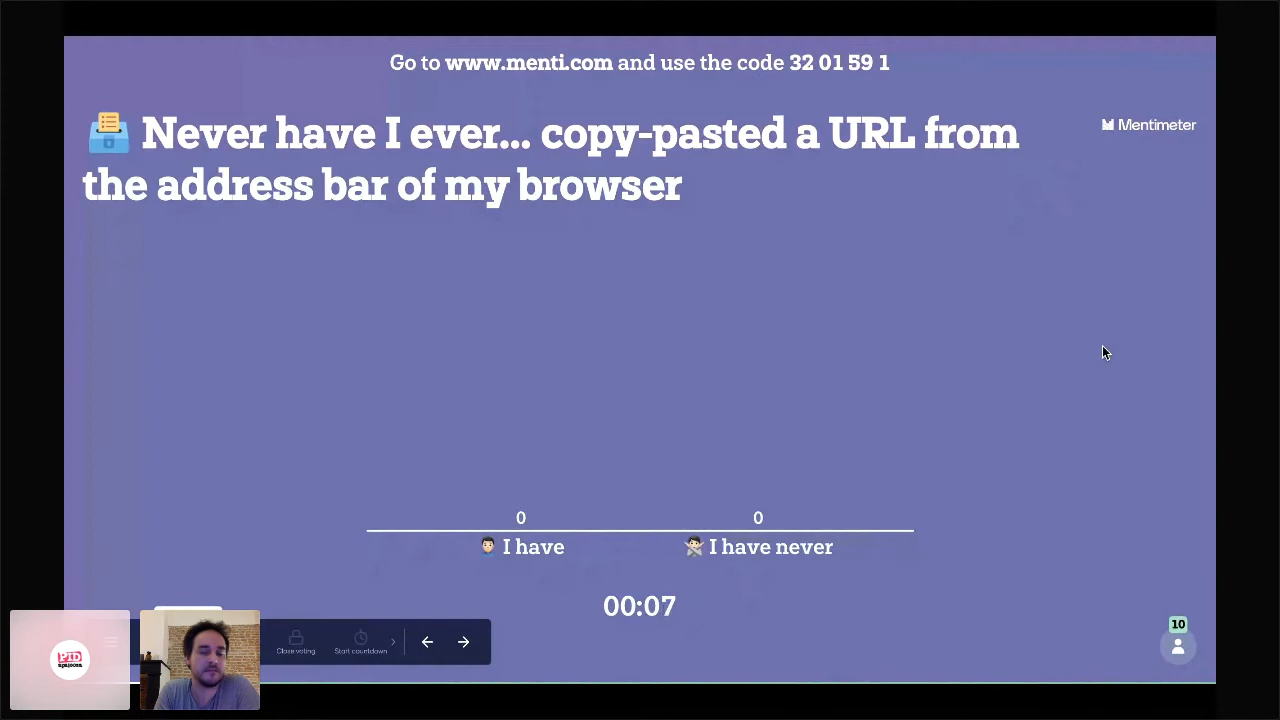 Go to www.menti.com and use the code 32 01 59 1
Never have I ever... copy-pasted a URL from
the address bar of my browser
Mentimeter
0
0
I have
I have never
00:07
Close voting
Start countdown
10
PID
apalooza